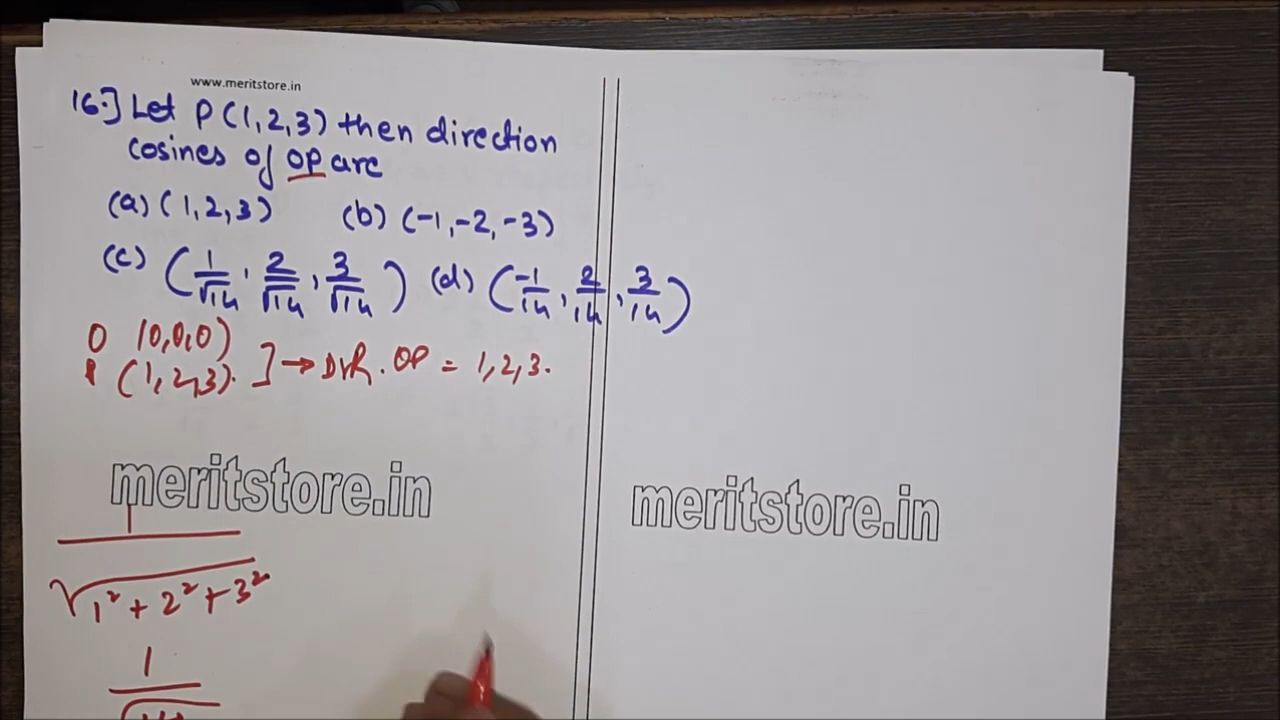 www.meritstore.in
16.] Let P(1,2,3) then direction
cosines of OP are
(a) (1,2,3) (b) (-1,-2,-3)
(c) (1/√14, 2/√14, 3/√14) (d) (-1/14, 2/14, 3/14)
O (0,0,0)
P (1,2,3). ] → D.R. OP = 1,2,3.
meritstore.in meritstore.in
1
√1²+2²+3²
1
√14